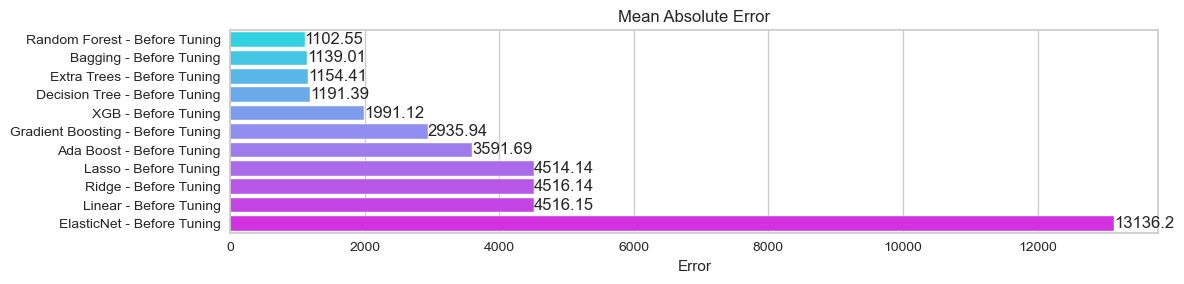 Mean Absolute Error
Random Forest - Before Tuning 1102.55
Bagging - Before Tuning 1139.01
Extra Trees - Before Tuning 1154.41
Decision Tree - Before Tuning 1191.39
XGB - Before Tuning 1991.12
Gradient Boosting - Before Tuning 2935.94
Ada Boost - Before Tuning 3591.69
Lasso - Before Tuning 4514.14
Ridge - Before Tuning 4516.14
Linear - Before Tuning 4516.15
ElasticNet - Before Tuning 13136.2
0 2000 4000 6000 8000 10000 12000
Error